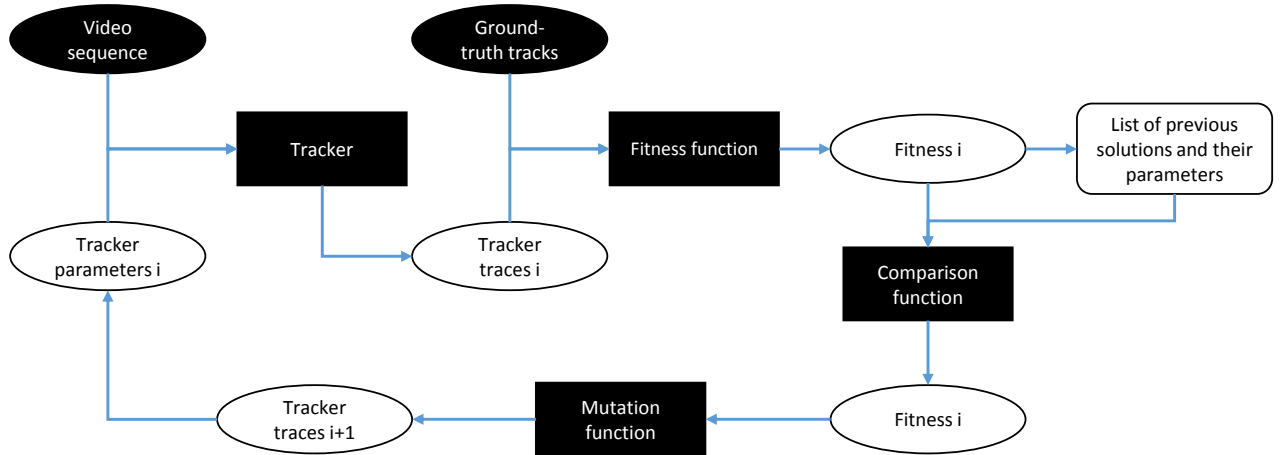 Video
sequence
Ground-
truth tracks
Tracker
Fitness function
Fitness i
List of previous
solutions and their
parameters
Tracker
parameters i
Tracker
traces i
Comparison
function
Tracker
traces i+1
Mutation
function
Fitness i